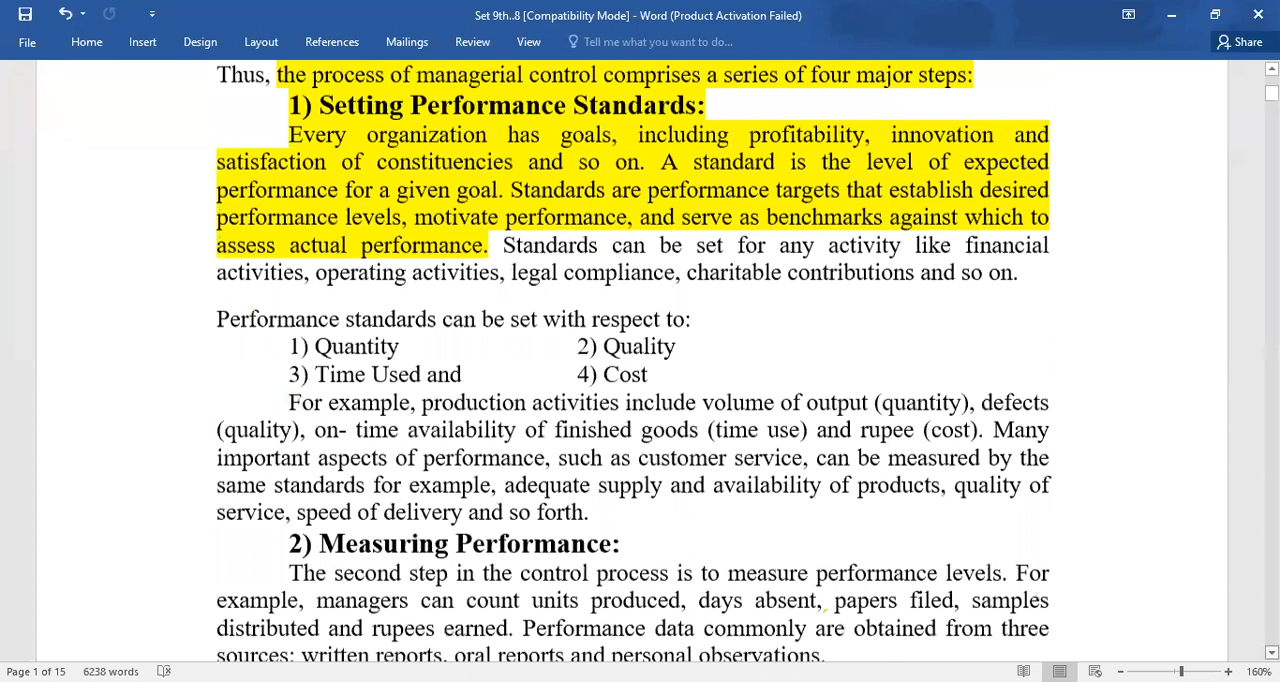 Set 9th..8 [Compatibility Mode] - Word (Product Activation Failed)
File Home Insert Design Layout References Mailings Review View Tell me what you want to do... Share
Thus, the process of managerial control comprises a series of four major steps:
1) Setting Performance Standards:
Every organization has goals, including profitability, innovation and
satisfaction of constituencies and so on. A standard is the level of expected
performance for a given goal. Standards are performance targets that establish desired
performance levels, motivate performance, and serve as benchmarks against which to
assess actual performance. Standards can be set for any activity like financial
activities, operating activities, legal compliance, charitable contributions and so on.
Performance standards can be set with respect to:
1) Quantity 2) Quality
3) Time Used and 4) Cost
For example, production activities include volume of output (quantity), defects
(quality), on- time availability of finished goods (time use) and rupee (cost). Many
important aspects of performance, such as customer service, can be measured by the
same standards for example, adequate supply and availability of products, quality of
service, speed of delivery and so forth.
2) Measuring Performance:
The second step in the control process is to measure performance levels. For
example, managers can count units produced, days absent, papers filed, samples
distributed and rupees earned. Performance data commonly are obtained from three
sources: written reports, oral reports and personal observations.
Page 1 of 15 6238 words 160%